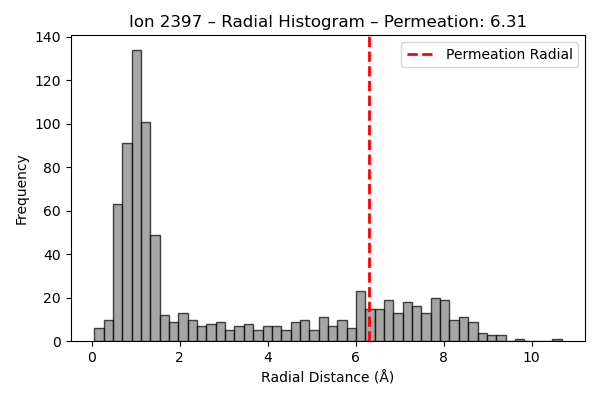 Ion 2397 – Radial Histogram – Permeation: 6.31
Permeation Radial
Frequency
140
120
100
80
60
40
20
0
0 2 4 6 8 10
Radial Distance (Å)